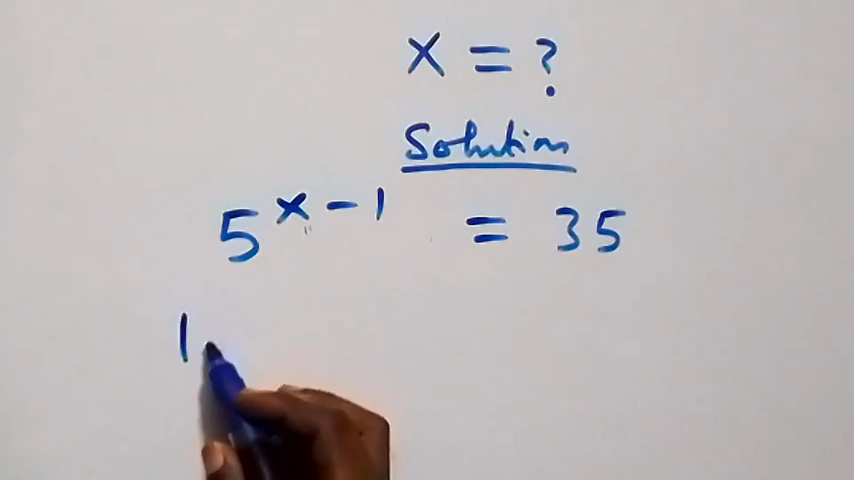 x = ?
Solution
5^{x - 1} = 35
l